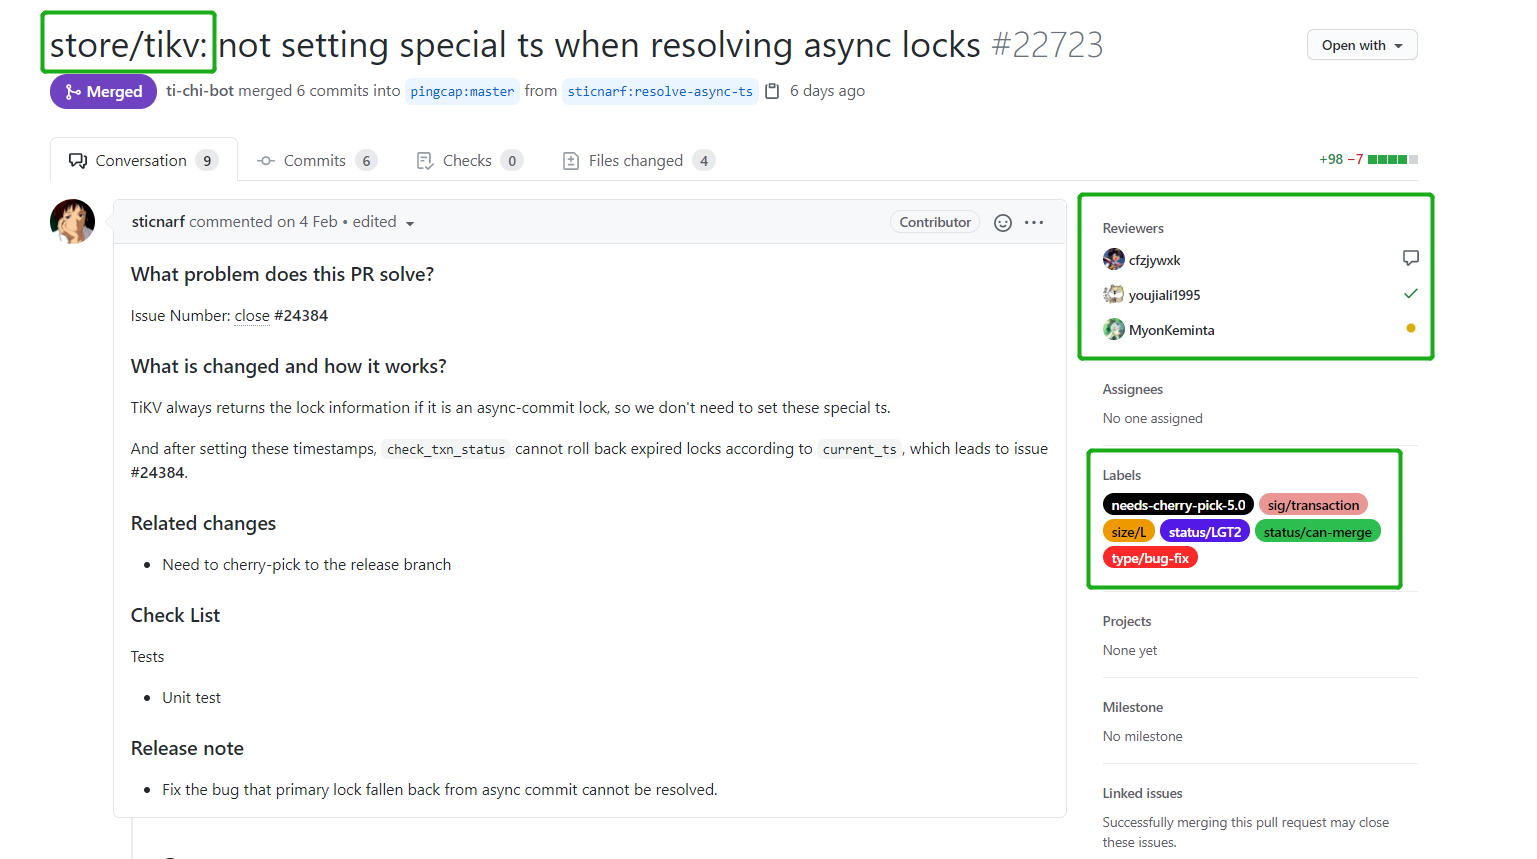 store/tikv: not setting special ts when resolving async locks #22723
Open with
Merged
ti-chi-bot merged 6 commits into pingcap:master from sticnarf:resolve-async-ts 6 days ago
Conversation 9
Commits 6
Checks 0
Files changed 4
+98 −7
sticnarf commented on 4 Feb • edited
Contributor
What problem does this PR solve?
Issue Number: close #24384
What is changed and how it works?
TiKV always returns the lock information if it is an async-commit lock, so we don't need to set these special ts.
And after setting these timestamps, check_txn_status cannot roll back expired locks according to current_ts, which leads to issue
#24384.
Related changes
• Need to cherry-pick to the release branch
Check List
Tests
• Unit test
Release note
• Fix the bug that primary lock fallen back from async commit cannot be resolved.
Reviewers
cfzjywxk
youjiali1995
MyonKeminta
Assignees
No one assigned
Labels
needs-cherry-pick-5.0 sig/transaction
size/L status/LGT2 status/can-merge
type/bug-fix
Projects
None yet
Milestone
No milestone
Linked issues
Successfully merging this pull request may close
these issues.